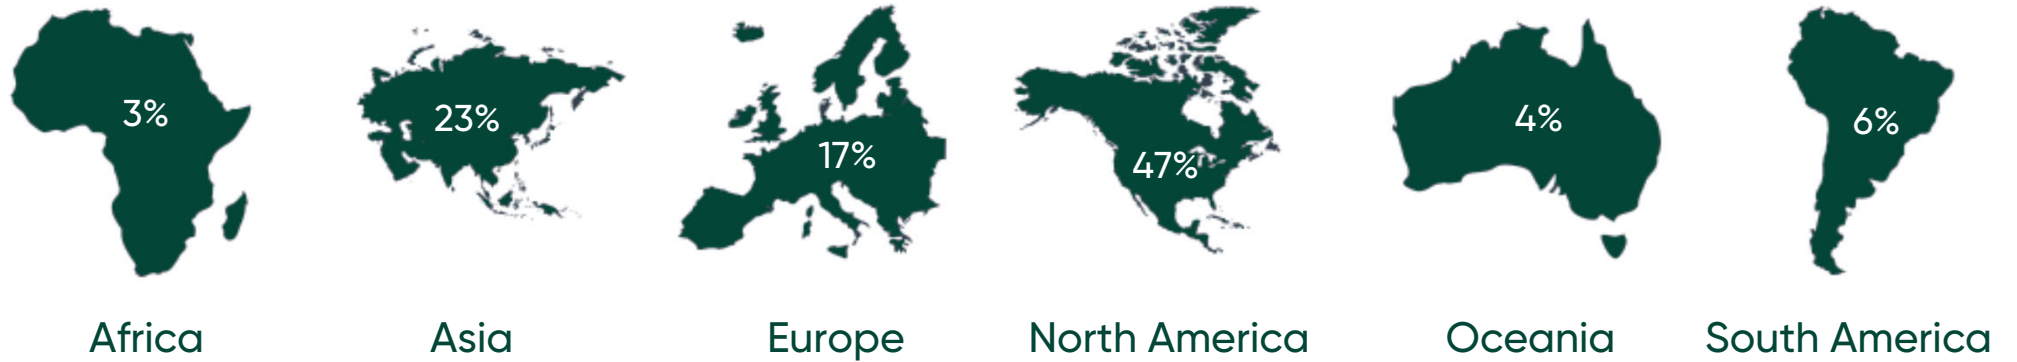 3%
23%
17%
47%
4%
6%
Africa
Asia
Europe
North America
Oceania
South America